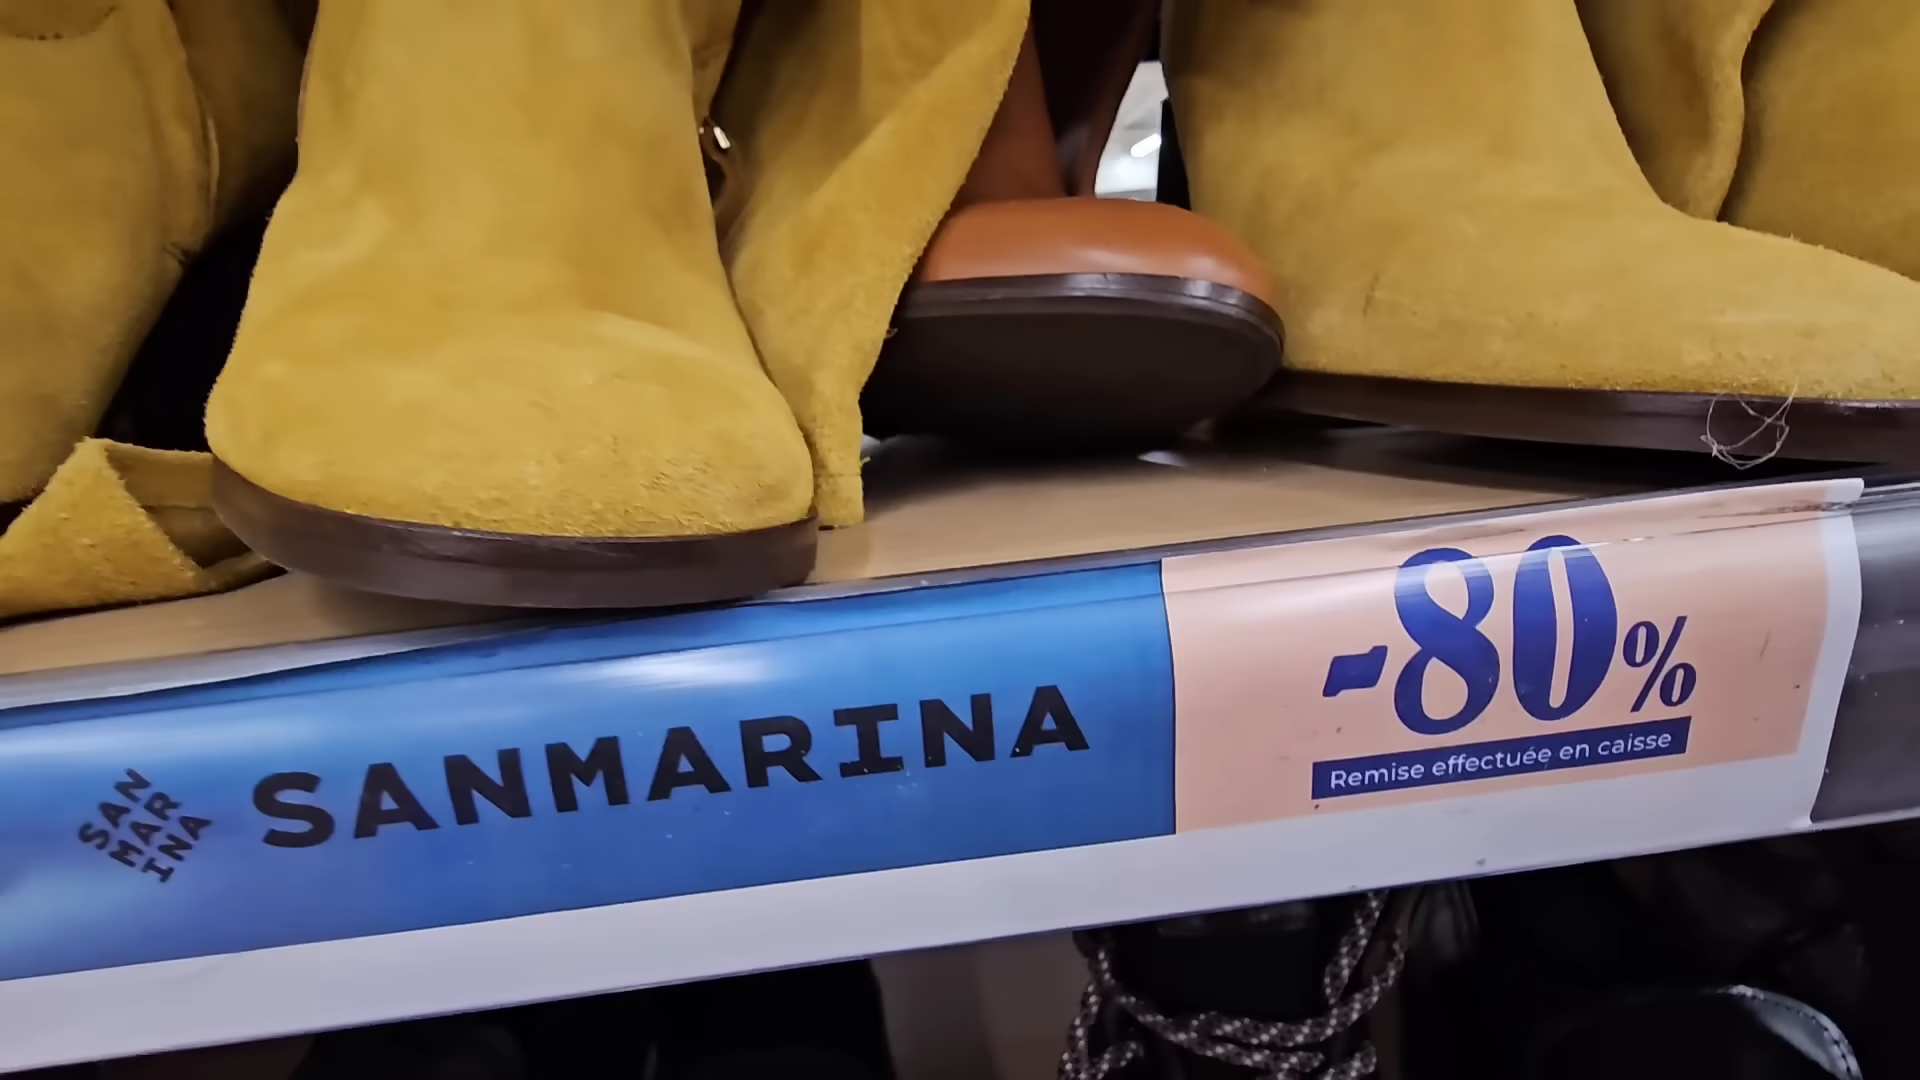 SAN
MAR
INA
SANMARINA
-80%
Remise effectuée en caisse